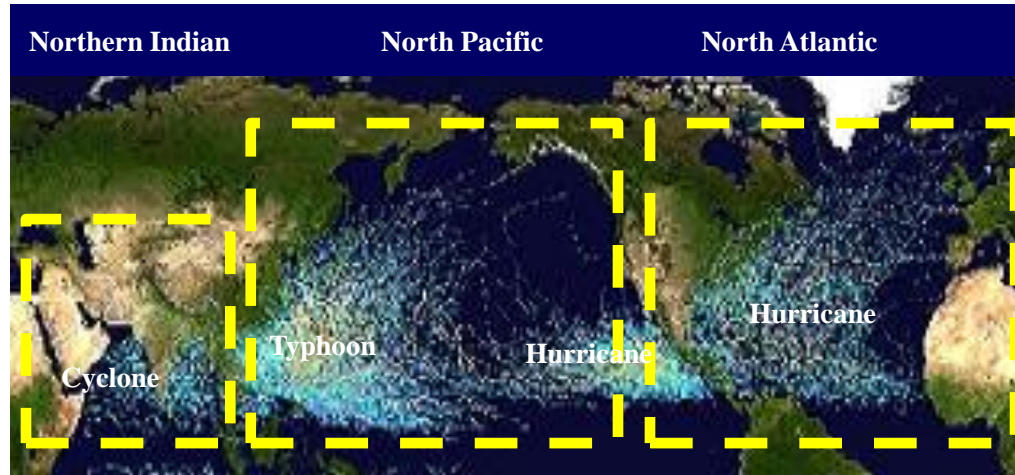 Northern Indian
North Pacific
North Atlantic
Hurricane
Typhoon
Hurricane
Cyclone